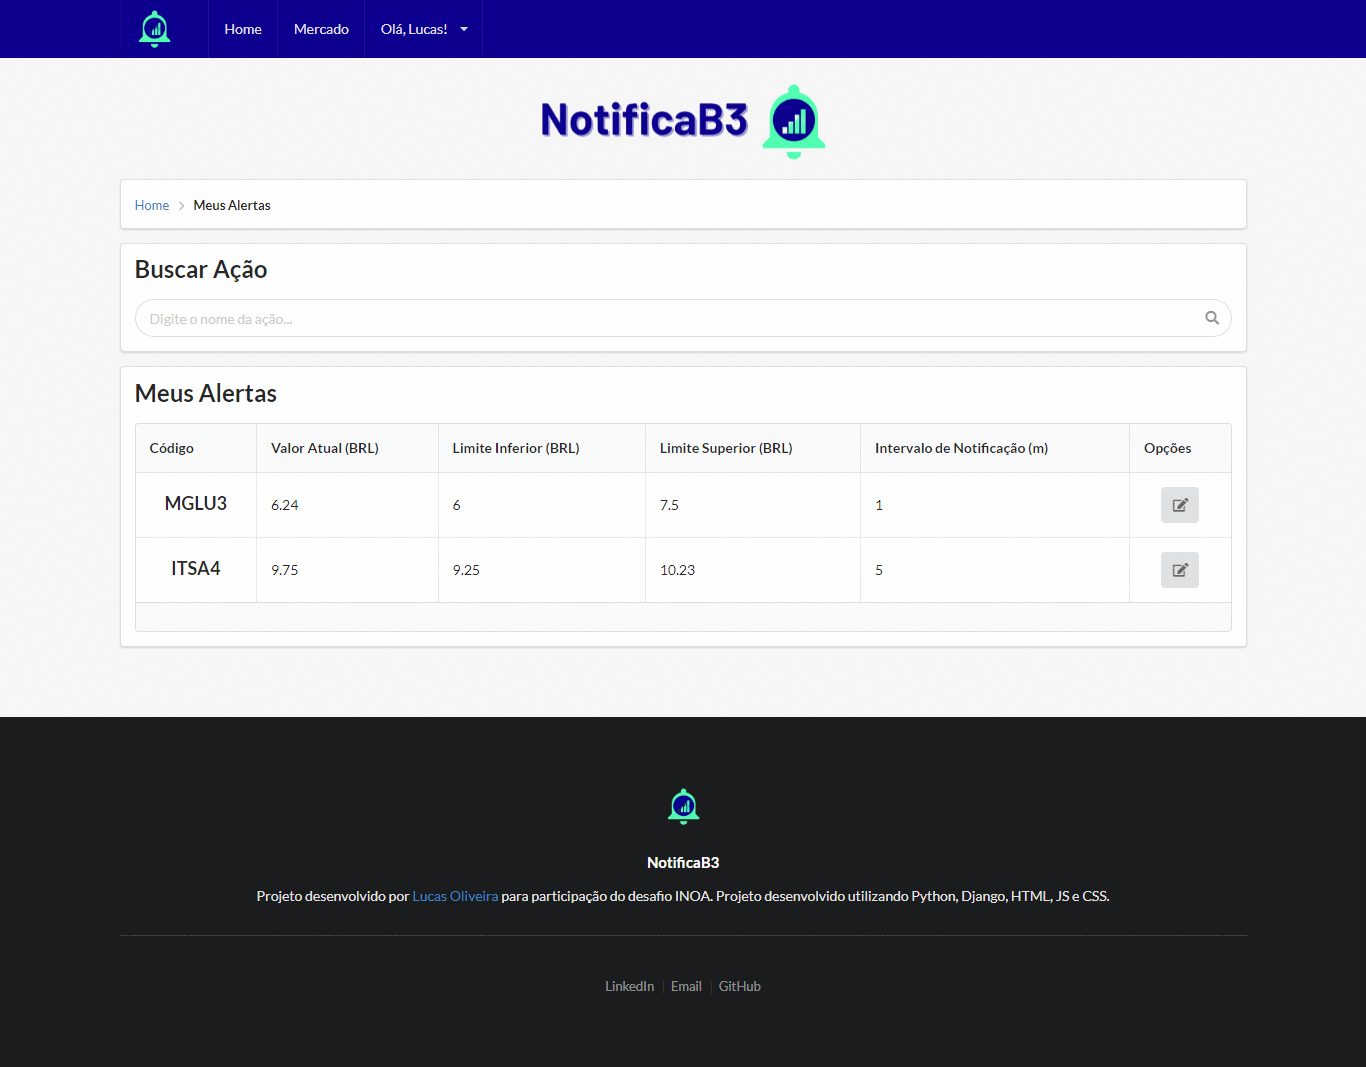 Home Mercado Olá, Lucas!
NotificaB3
Home Meus Alertas
Buscar Ação
Digite o nome da ação...
Meus Alertas
Código Valor Atual (BRL) Limite Inferior (BRL) Limite Superior (BRL) Intervalo de Notificação (m) Opções
MGLU3 6.24 6 7.5 1
ITSA4 9.75 9.25 10.23 5
NotificaB3
Projeto desenvolvido por Lucas Oliveira para participação do desafio INOA. Projeto desenvolvido utilizando Python, Django, HTML, JS e CSS.
LinkedIn Email GitHub